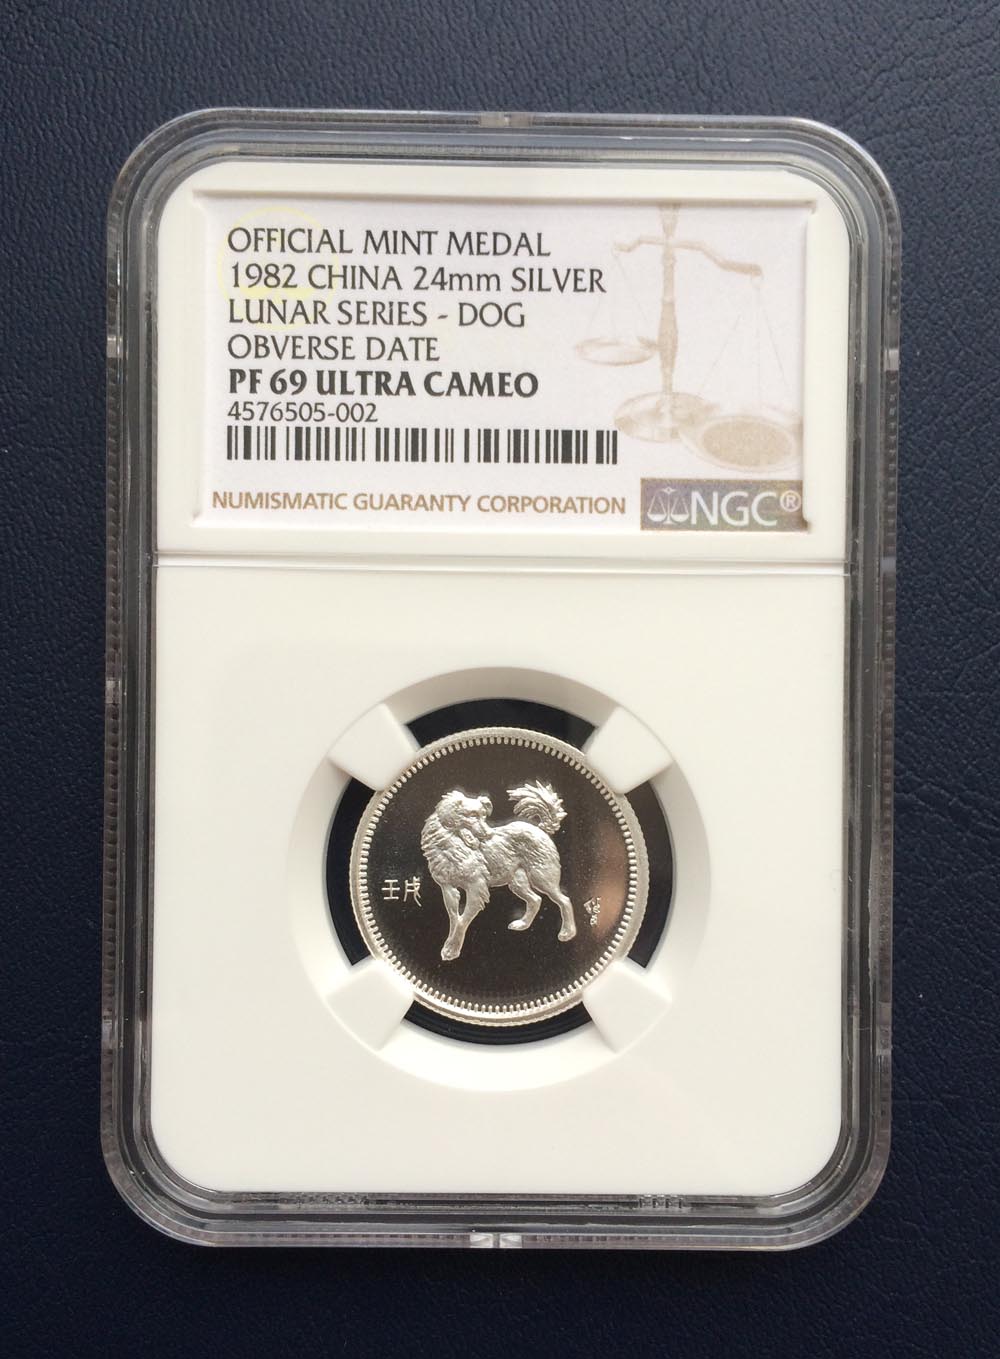 OFFICIAL MINT MEDAL
1982 CHINA 24mm SILVER
LUNAR SERIES - DOG
OBVERSE DATE
PF 69 ULTRA CAMEO
4576505-002
NUMISMATIC GUARANTY CORPORATION
NGC®
壬戌